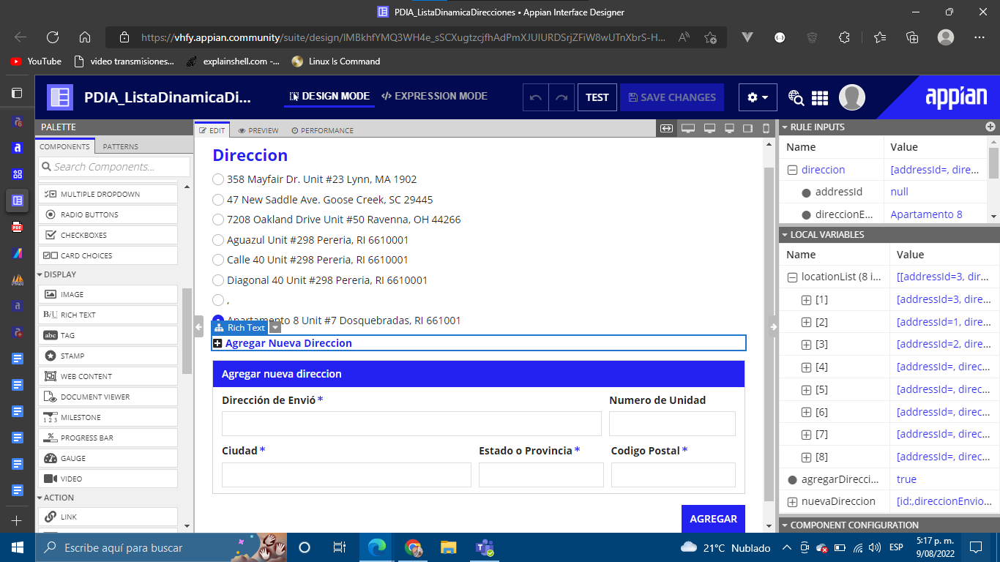 PDIA_ListaDinamicaDirecciones • Appian Interface Designer
https://vhfy.appian.community/suite/design/lMBkhfYMQ3WH4e_sSCXugtzcjfhAdPmXJUIURDSrjZFiW8wUTnXbrS-H...
YouTube
video transmisiones...
explainshell.com -...
Linux Is Command
PDIA_ListaDinamicaDi...
DESIGN MODE
EXPRESSION MODE
TEST
SAVE CHANGES
appian
PALETTE
COMPONENTS
PATTERNS
Search Components...
MULTIPLE DROPDOWN
RADIO BUTTONS
CHECKBOXES
CARD CHOICES
DISPLAY
IMAGE
RICH TEXT
TAG
STAMP
WEB CONTENT
DOCUMENT VIEWER
MILESTONE
PROGRESS BAR
GAUGE
VIDEO
ACTION
LINK
EDIT
PREVIEW
PERFORMANCE
Direccion
358 Mayfair Dr. Unit #23 Lynn, MA 1902
47 New Saddle Ave. Goose Creek, SC 29445
7208 Oakland Drive Unit #50 Ravenna, OH 44266
Aguazul Unit #298 Pereria, RI 6610001
Calle 40 Unit #298 Pereria, RI 6610001
Diagonal 40 Unit #298 Pereria, RI 6610001
,
Apartamento 8 Unit #7 Dosquebradas, RI 661001
Rich Text
Agregar Nueva Direccion
Agregar nueva direccion
Dirección de Envió *
Numero de Unidad
Ciudad *
Estado o Provincia *
Codigo Postal *
AGREGAR
RULE INPUTS
Name Value
direccion [addressId=, dire...
addressId null
direccionE... Apartamento 8
LOCAL VARIABLES
Name Value
locationList (8 i... [[addressId=3, dir...
[1] [addressId=3, dire...
[2] [addressId=1, dire...
[3] [addressId=2, dire...
[4] [addressId=, direc...
[5] [addressId=, direc...
[6] [addressId=, direc...
[7] [addressId=, direc...
[8] [addressId=, direc...
agregarDirecci... true
nuevaDireccion [id:,direccionEnvio...
COMPONENT CONFIGURATION
Escribe aquí para buscar
21°C Nublado
ESP
5:17 p. m.
9/08/2022